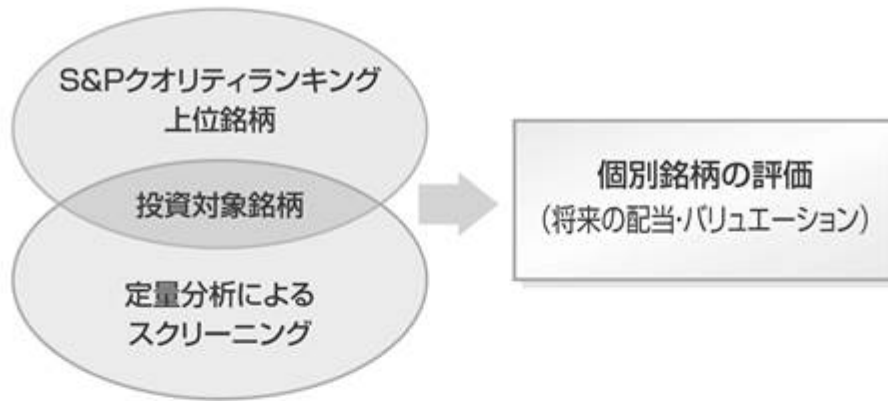 S&Pクオリティランキング
上位銘柄
投資対象銘柄
定量分析による
スクリーニング
個別銘柄の評価
(将来の配当・バリュエーション)